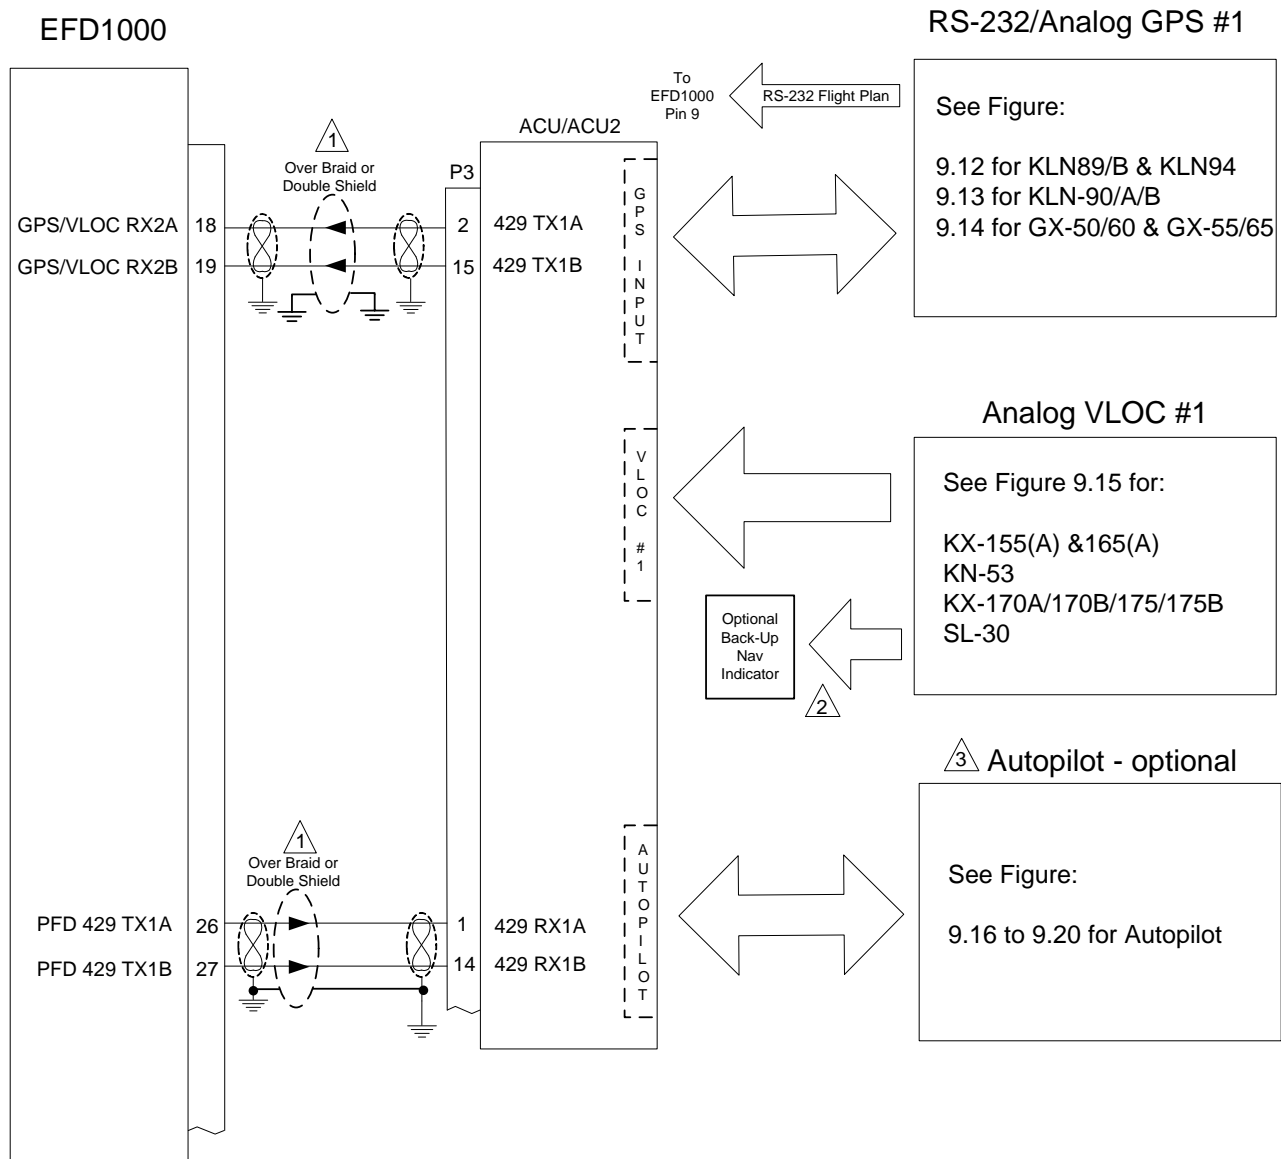 EFD1000
RS-232/Analog GPS #1
To
EFD1000
Pin 9
RS-232 Flight Plan
See Figure:
9.12 for KLN89/B & KLN94
9.13 for KLN-90/A/B
9.14 for GX-50/60 & GX-55/65
ACU/ACU2
1
Over Braid or
Double Shield
P3
GPS/VLOC RX2A
18
2
429 TX1A
GPS/VLOC RX2B
19
15
429 TX1B
GPS INPUT
Analog VLOC #1
VLOC #1
See Figure 9.15 for:
KX-155(A) &165(A)
KN-53
KX-170A/170B/175/175B
SL-30
Optional
Back-Up
Nav
Indicator
2
3
Autopilot - optional
1
Over Braid or
Double Shield
AUTOPILOT
See Figure:
9.16 to 9.20 for Autopilot
PFD 429 TX1A
26
1
429 RX1A
PFD 429 TX1B
27
14
429 RX1B